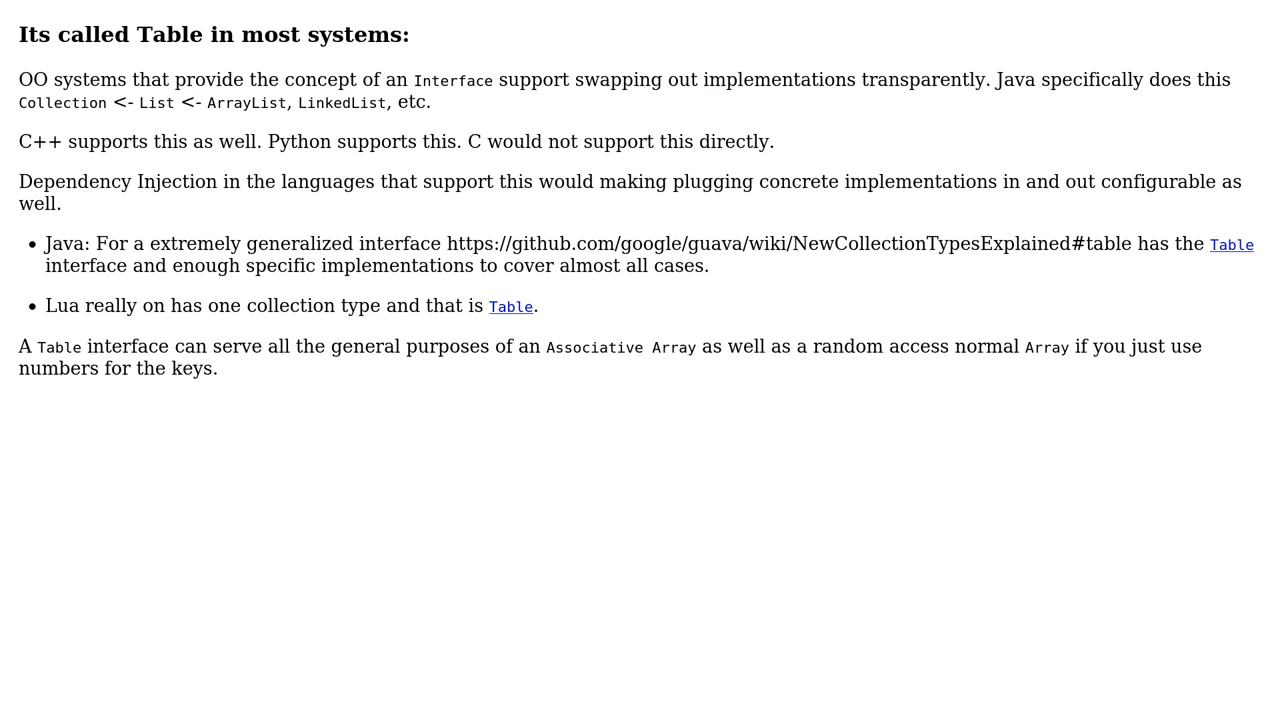 Its called Table in most systems:
OO systems that provide the concept of an Interface support swapping out implementations transparently. Java specifically does this
Collection <- List <- ArrayList, LinkedList, etc.
C++ supports this as well. Python supports this. C would not support this directly.
Dependency Injection in the languages that support this would making plugging concrete implementations in and out configurable as
well.
• Java: For a extremely generalized interface https://github.com/google/guava/wiki/NewCollectionTypesExplained#table has the Table
interface and enough specific implementations to cover almost all cases.
• Lua really on has one collection type and that is Table.
A Table interface can serve all the general purposes of an Associative Array as well as a random access normal Array if you just use
numbers for the keys.